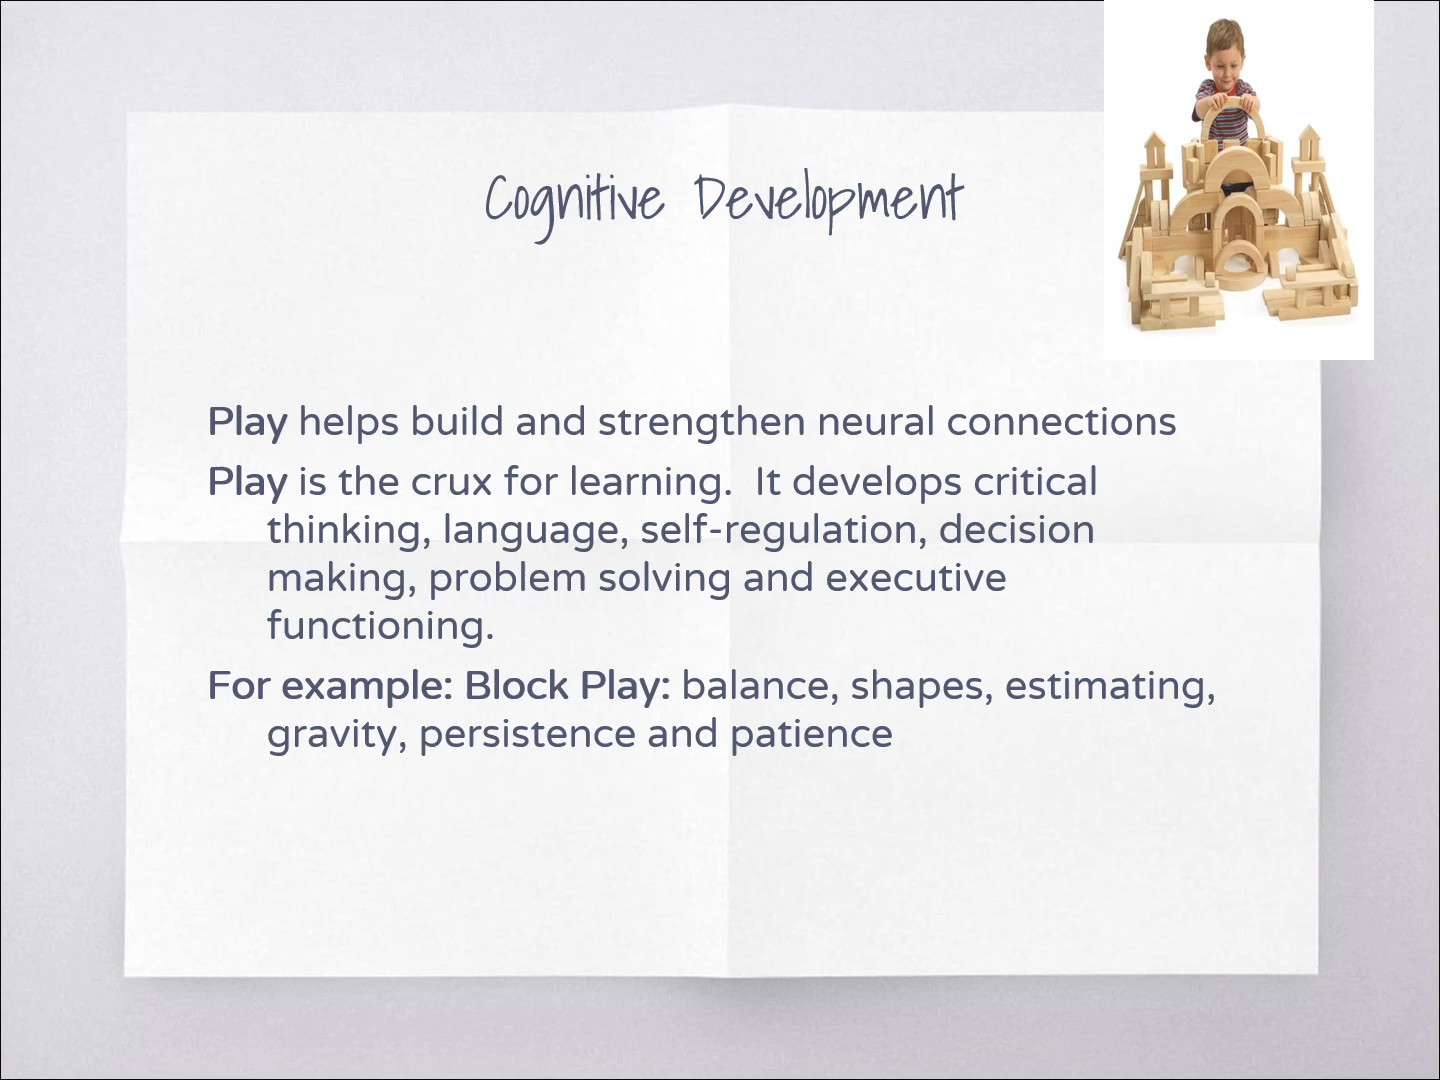 Cognitive Development
Play helps build and strengthen neural connections
Play is the crux for learning.  It develops critical
thinking, language, self-regulation, decision
making, problem solving and executive
functioning.
For example: Block Play: balance, shapes, estimating,
gravity, persistence and patience